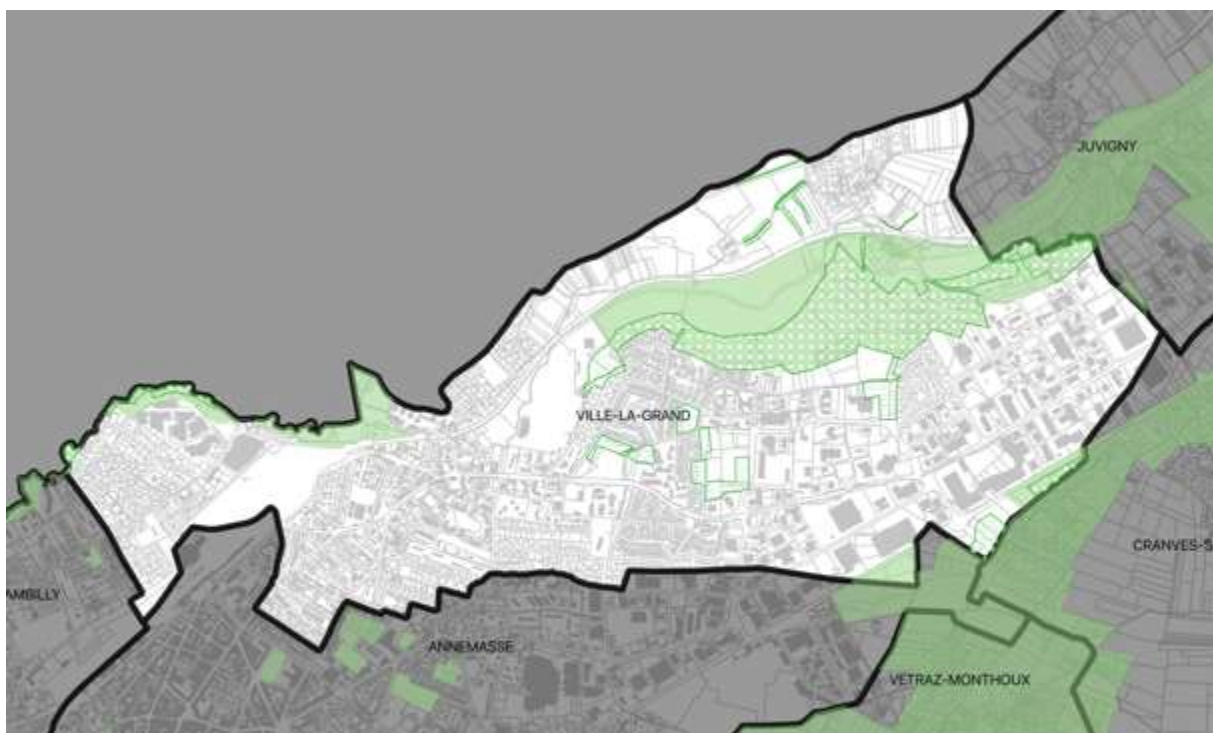 JUVIGNY
VILLE-LA-GRAND
CRANVES-S
AMBILLY
ANNEMASSE
VETRAZ-MONTHOUX